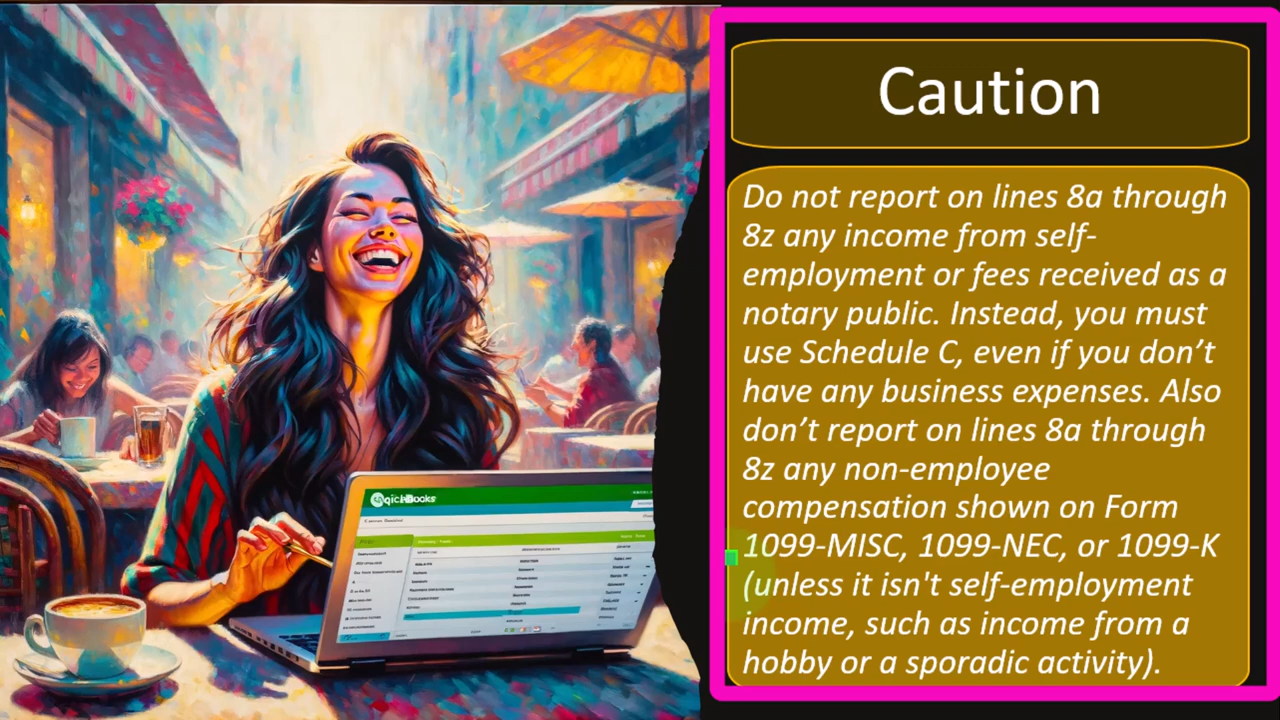 Caution
Do not report on lines 8a through
8z any income from self-
employment or fees received as a
notary public. Instead, you must
use Schedule C, even if you don’t
have any business expenses. Also
don’t report on lines 8a through
8z any non-employee
compensation shown on Form
1099-MISC, 1099-NEC, or 1099-K
(unless it isn't self-employment
income, such as income from a
hobby or a sporadic activity).